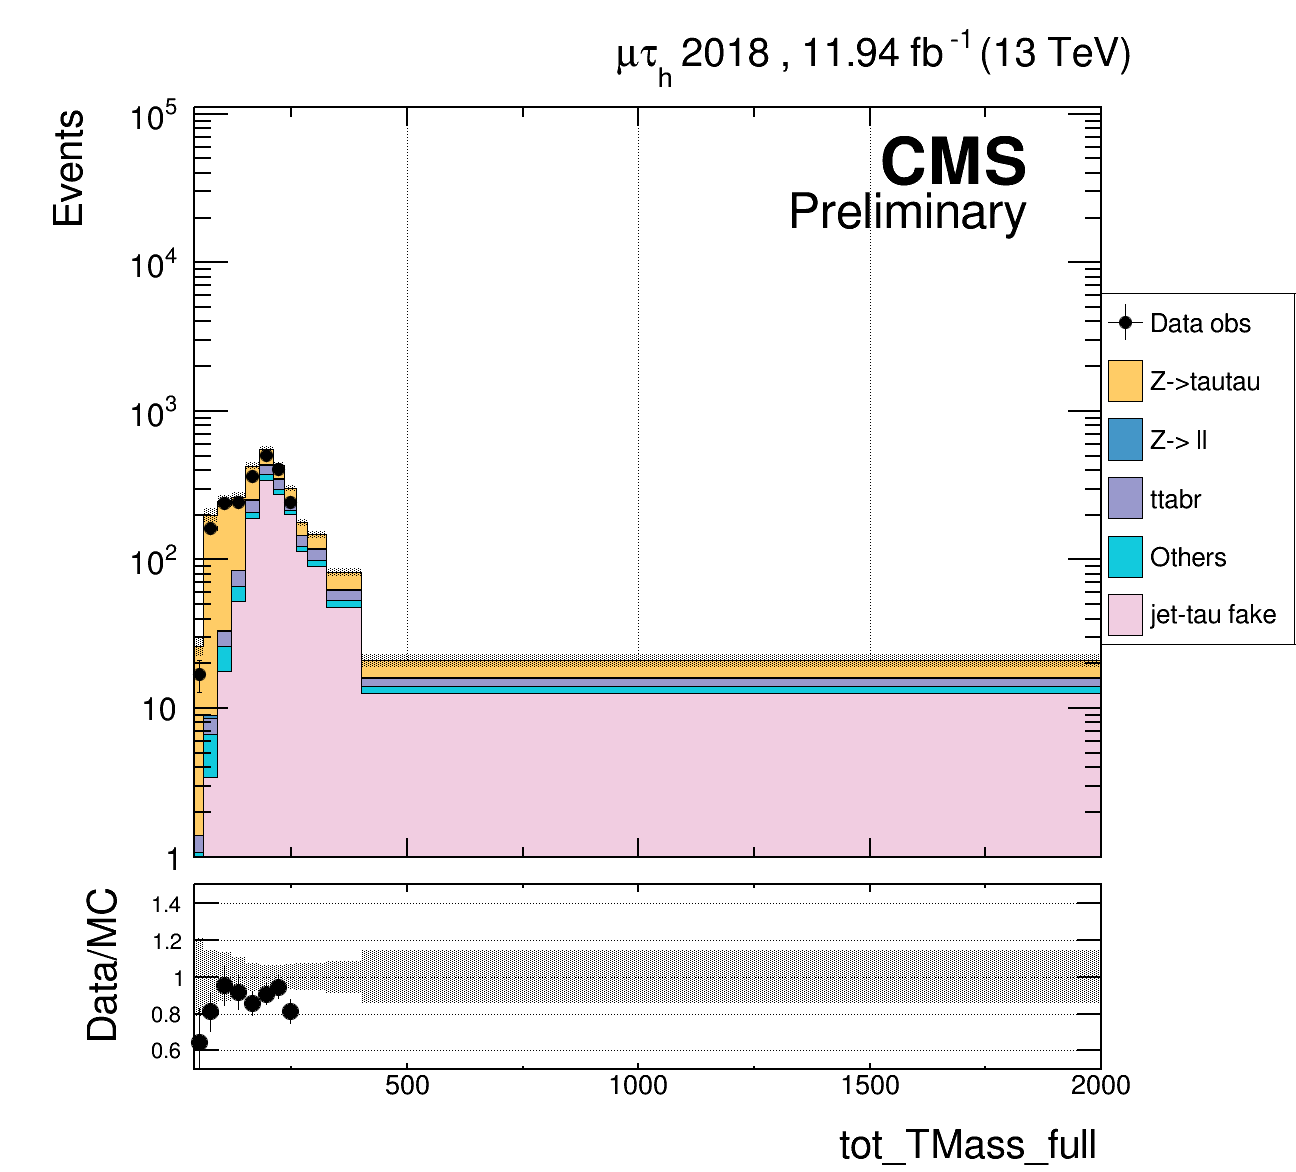 μτh 2018 , 11.94 fb-1 (13 TeV)
Events
10^5
10^4
10^3
10^2
10
1
CMS
Preliminary
Data obs
Z->tautau
Z-> ll
ttabr
Others
jet-tau fake
Data/MC
1.4
1.2
1
0.8
0.6
500
1000
1500
2000
tot_TMass_full